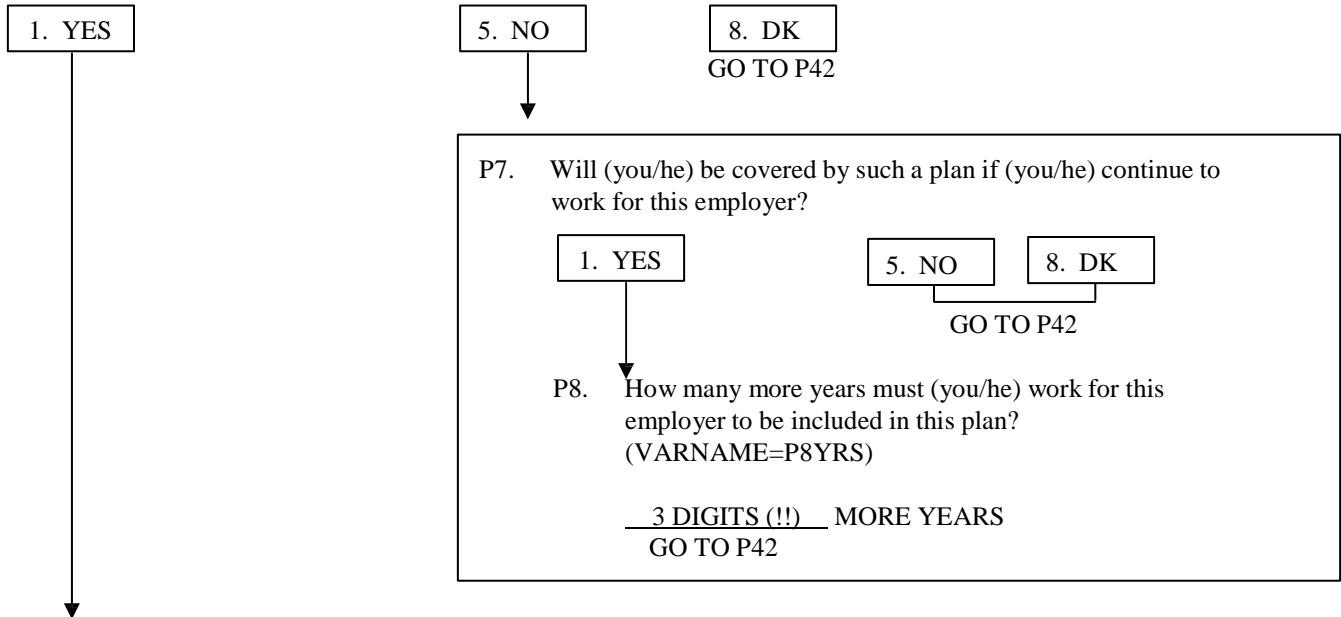 1. YES 5. NO 8. DK
GO TO P42
P7. Will (you/he) be covered by such a plan if (you/he) continue to
work for this employer?
1. YES 5. NO 8. DK
GO TO P42
P8. How many more years must (you/he) work for this
employer to be included in this plan?
(VARNAME=P8YRS)
3 DIGITS (!!) MORE YEARS
GO TO P42